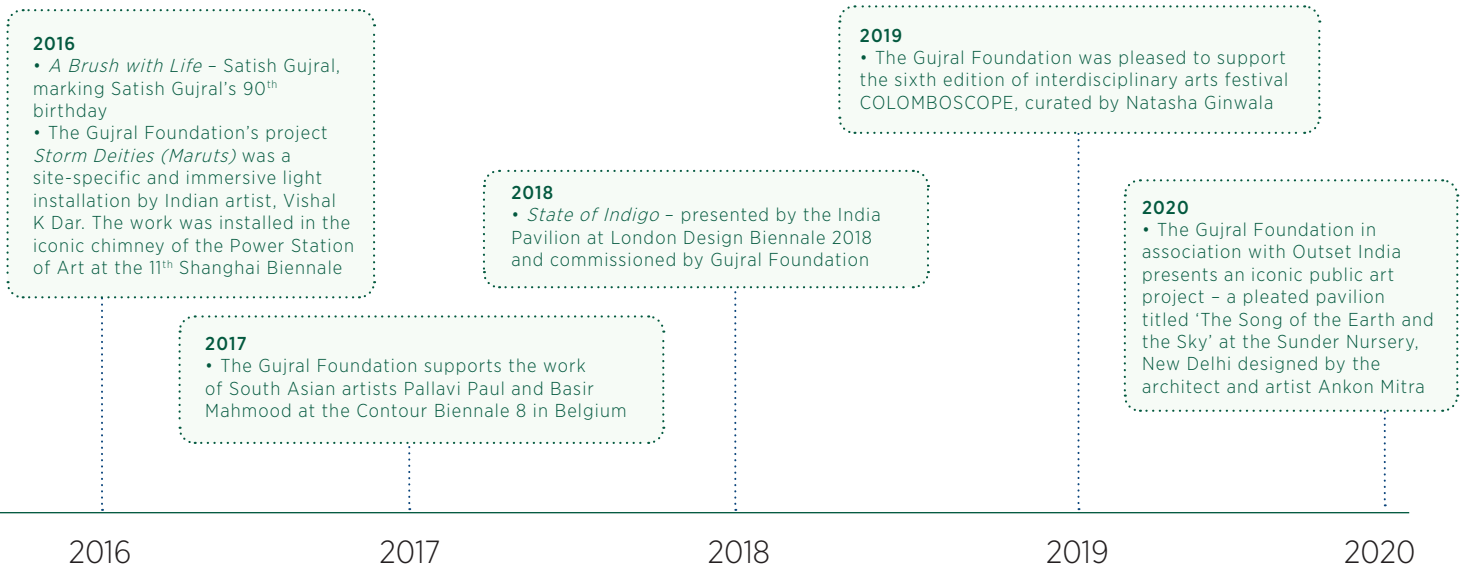 2016
• A Brush with Life – Satish Gujral,
marking Satish Gujral's 90th
birthday
• The Gujral Foundation's project
Storm Deities (Maruts) was a
site-specific and immersive light
installation by Indian artist, Vishal
K Dar. The work was installed in the
iconic chimney of the Power Station
of Art at the 11th Shanghai Biennale
2017
• The Gujral Foundation supports the work
of South Asian artists Pallavi Paul and Basir
Mahmood at the Contour Biennale 8 in Belgium
2018
• State of Indigo – presented by the India
Pavilion at London Design Biennale 2018
and commissioned by Gujral Foundation
2019
• The Gujral Foundation was pleased to support
the sixth edition of interdisciplinary arts festival
COLOMBOSCOPE, curated by Natasha Ginwala
2020
• The Gujral Foundation in
association with Outset India
presents an iconic public art
project – a pleated pavilion
titled ‘The Song of the Earth and
the Sky’ at the Sunder Nursery,
New Delhi designed by the
architect and artist Ankon Mitra
2016
2017
2018
2019
2020